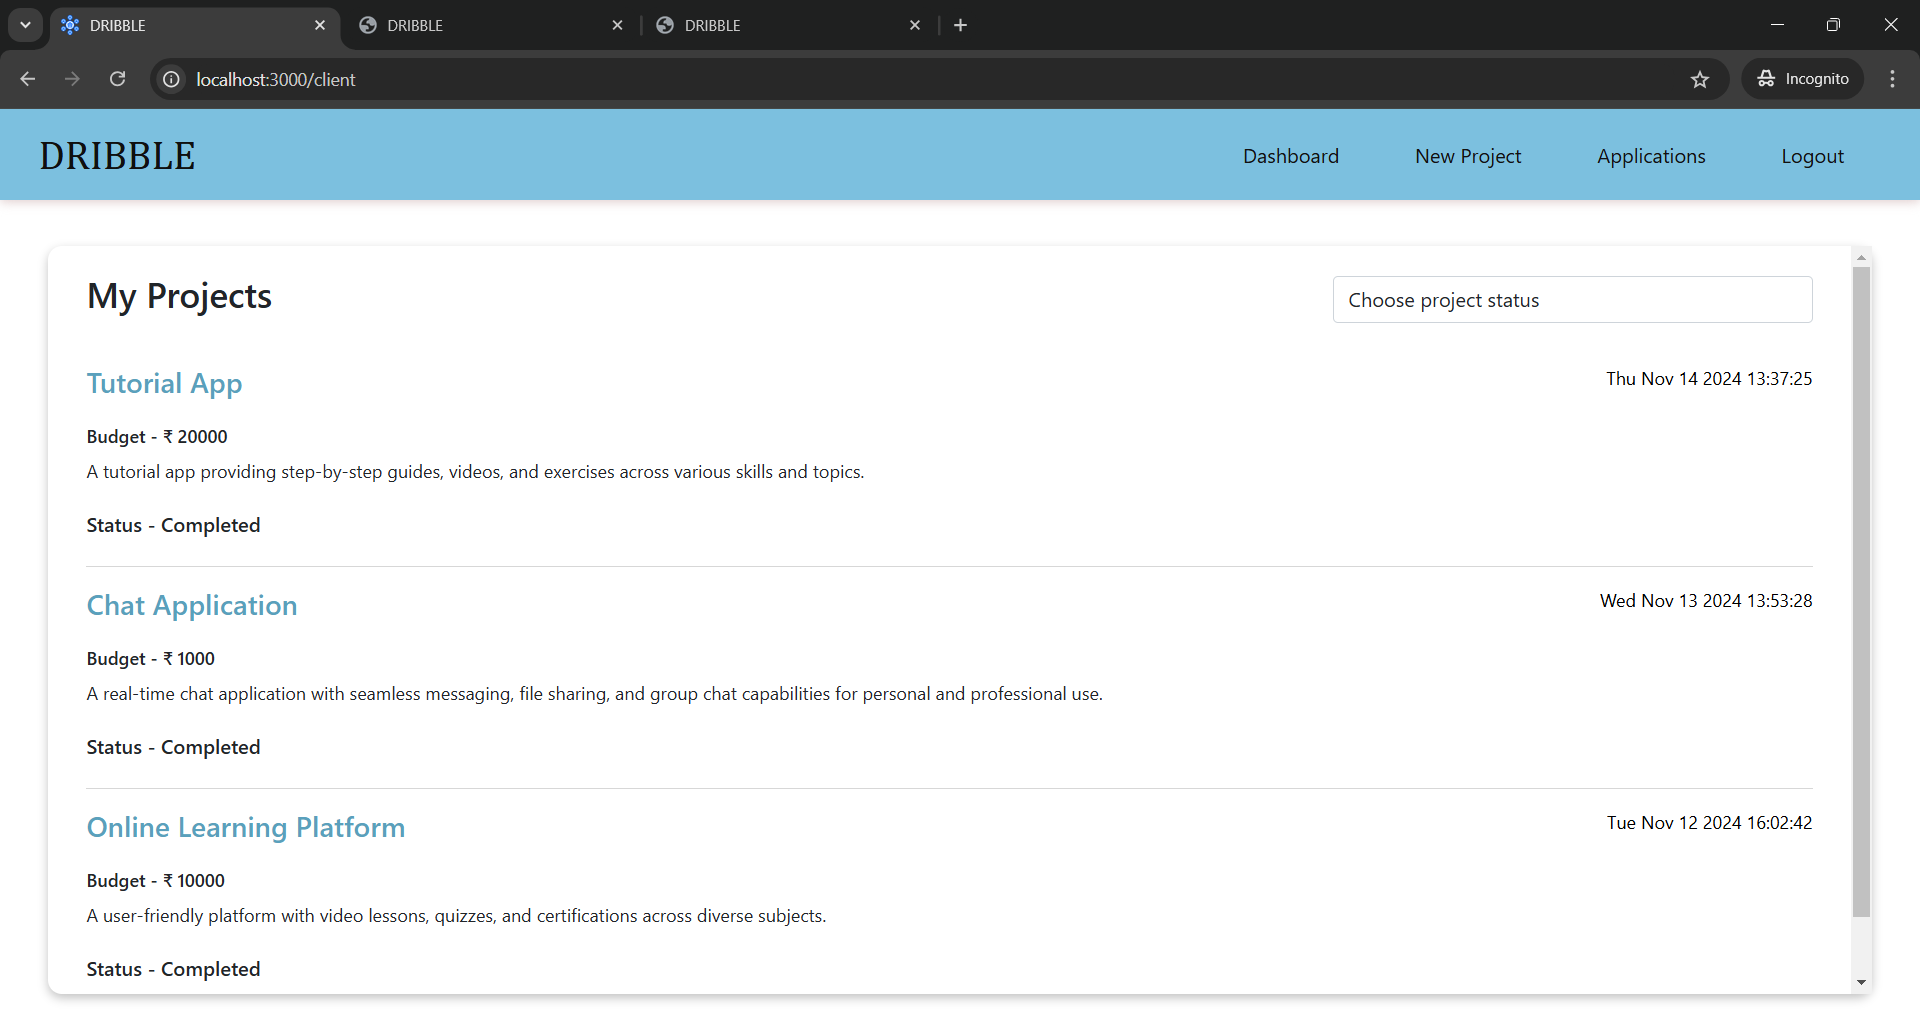 DRIBBLE
DRIBBLE
DRIBBLE
localhost:3000/client
Incognito
DRIBBLE
Dashboard
New Project
Applications
Logout
My Projects
Choose project status
Tutorial App
Thu Nov 14 2024 13:37:25
Budget - ₹ 20000
A tutorial app providing step-by-step guides, videos, and exercises across various skills and topics.
Status - Completed
Chat Application
Wed Nov 13 2024 13:53:28
Budget - ₹ 1000
A real-time chat application with seamless messaging, file sharing, and group chat capabilities for personal and professional use.
Status - Completed
Online Learning Platform
Tue Nov 12 2024 16:02:42
Budget - ₹ 10000
A user-friendly platform with video lessons, quizzes, and certifications across diverse subjects.
Status - Completed